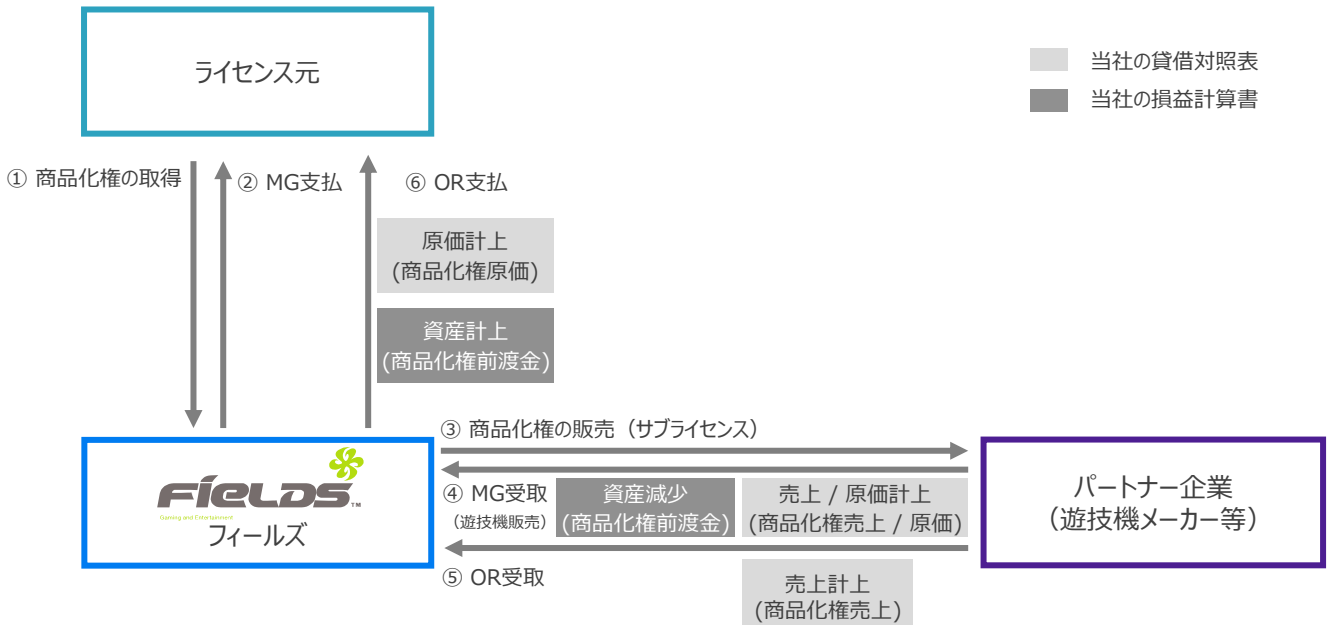 ライセンス元
当社の貸借対照表
当社の損益計算書
① 商品化権の取得
② MG支払
⑥ OR支払
原価計上
(商品化権原価)
資産計上
(商品化権前渡金)
FIELDS™
Gaming and Entertainment
フィールズ
③ 商品化権の販売（サブライセンス）
④ MG受取
（遊技機販売）
資産減少
(商品化権前渡金)
売上 / 原価計上
(商品化権売上 / 原価)
⑤ OR受取
売上計上
(商品化権売上)
パートナー企業
（遊技機メーカー等）